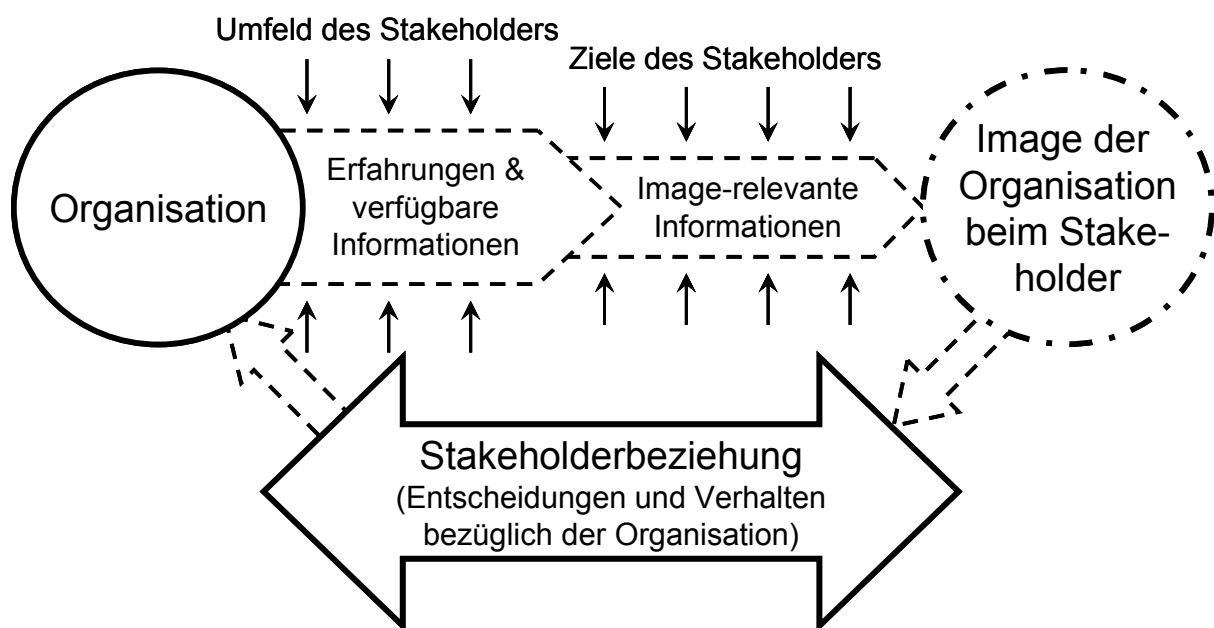 Umfeld des Stakeholders
Ziele des Stakeholders
Organisation
Erfahrungen &
verfügbare
Informationen
Image-relevante
Informationen
Image der
Organisation
beim Stake-
holder
Stakeholderbeziehung
(Entscheidungen und Verhalten
bezüglich der Organisation)